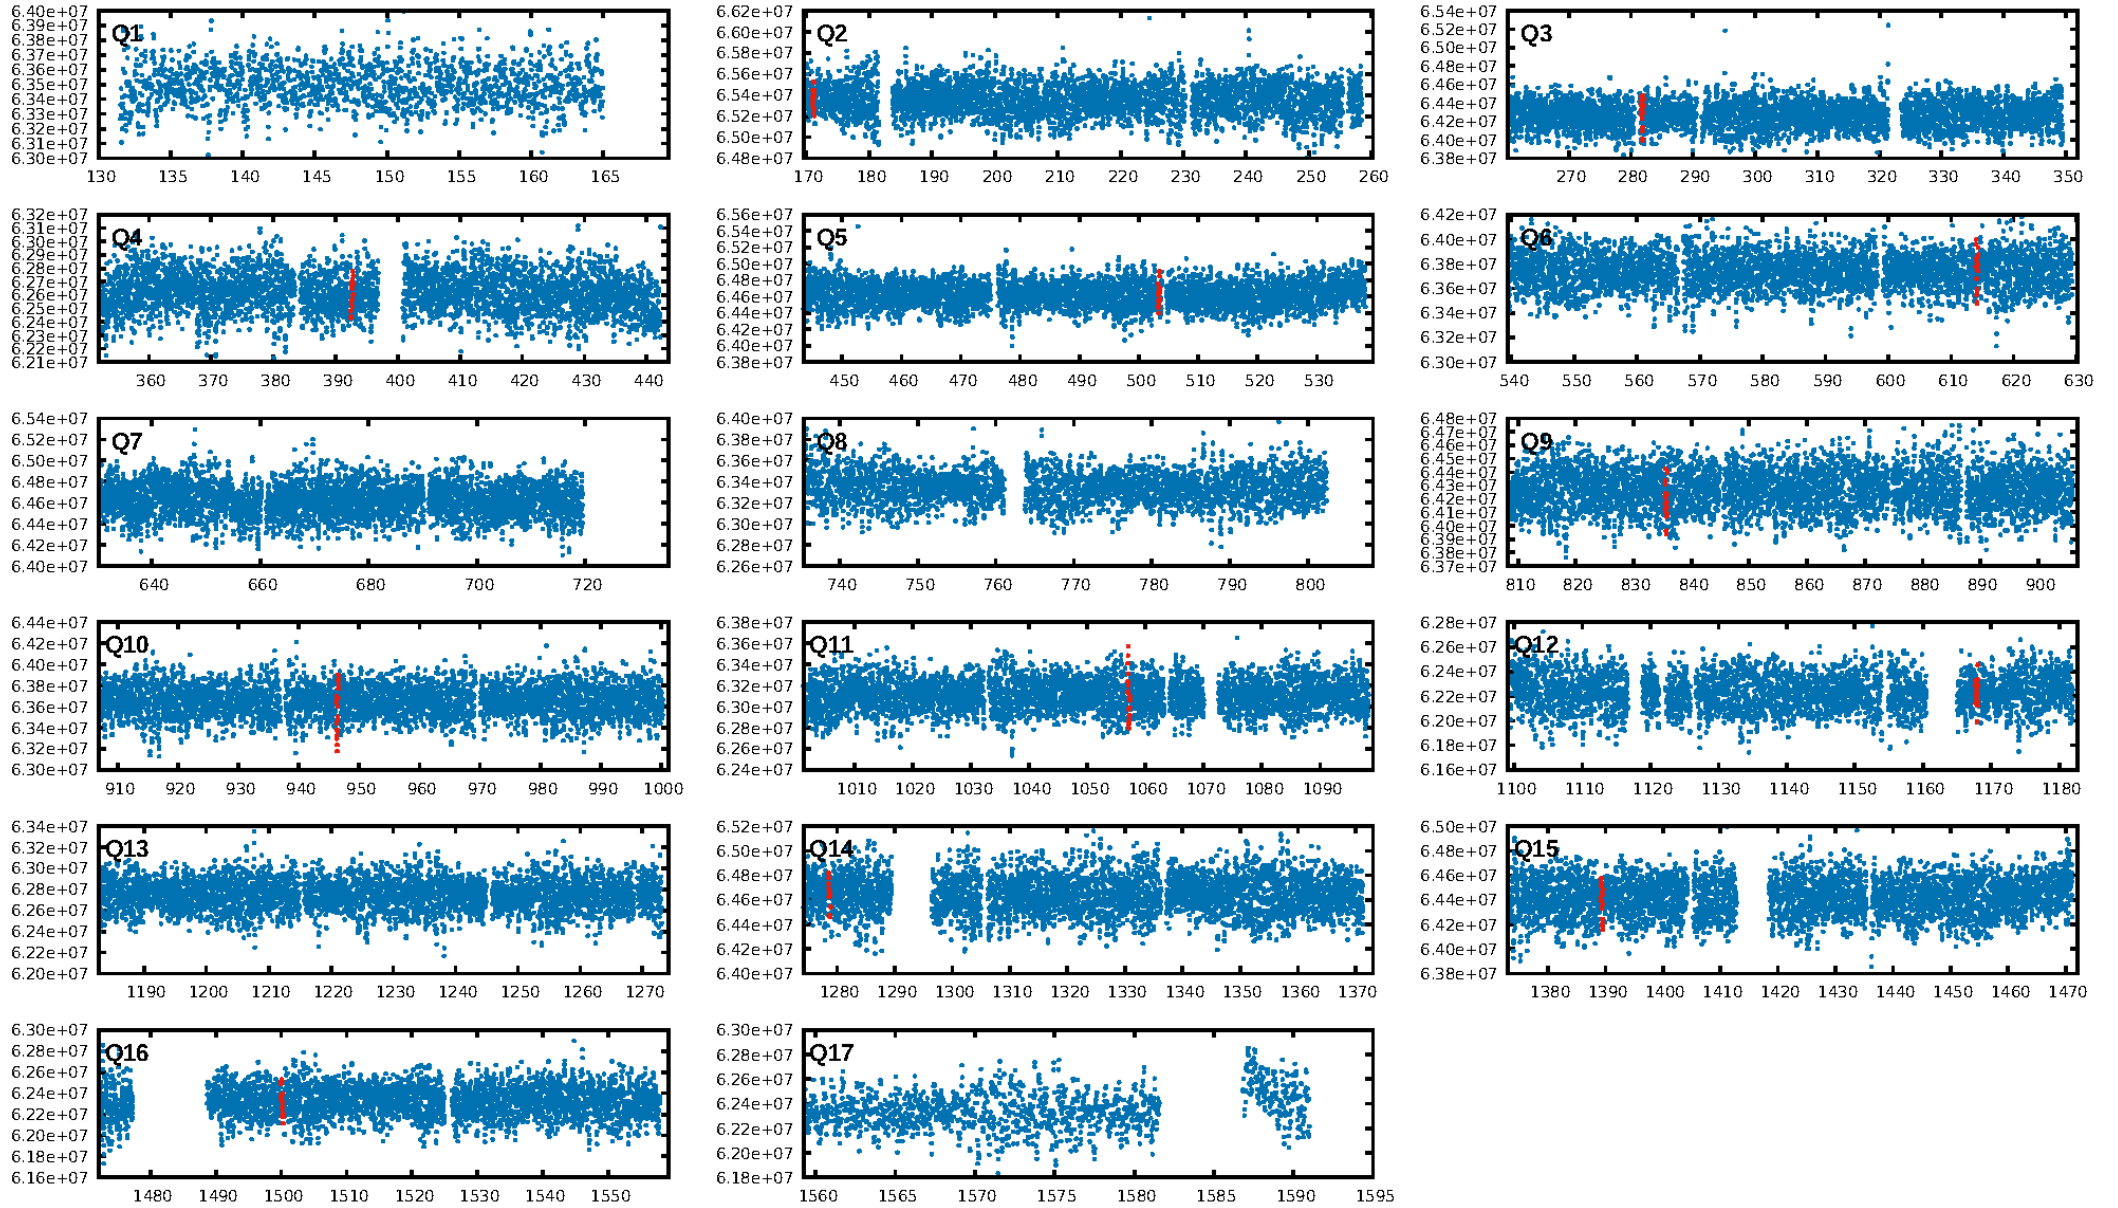 6.40e+07
6.39e+07
6.38e+07
6.37e+07
6.36e+07
6.35e+07
6.34e+07
6.33e+07
6.32e+07
6.31e+07
6.30e+07
Q1
130 135 140 145 150 155 160 165
6.62e+07
6.60e+07
6.58e+07
6.56e+07
6.54e+07
6.52e+07
6.50e+07
6.48e+07
Q2
170 180 190 200 210 220 230 240 250 260
6.54e+07
6.52e+07
6.50e+07
6.48e+07
6.46e+07
6.44e+07
6.42e+07
6.40e+07
6.38e+07
Q3
270 280 290 300 310 320 330 340 350
6.32e+07
6.31e+07
6.30e+07
6.29e+07
6.28e+07
6.27e+07
6.26e+07
6.25e+07
6.24e+07
6.23e+07
6.22e+07
6.21e+07
Q4
360 370 380 390 400 410 420 430 440
6.56e+07
6.54e+07
6.52e+07
6.50e+07
6.48e+07
6.46e+07
6.44e+07
6.42e+07
6.40e+07
6.38e+07
Q5
450 460 470 480 490 500 510 520 530
6.42e+07
6.40e+07
6.38e+07
6.36e+07
6.34e+07
6.32e+07
6.30e+07
Q6
540 550 560 570 580 590 600 610 620 630
6.54e+07
6.52e+07
6.50e+07
6.48e+07
6.46e+07
6.44e+07
6.42e+07
6.40e+07
Q7
640 660 680 700 720
6.40e+07
6.38e+07
6.36e+07
6.34e+07
6.32e+07
6.30e+07
6.28e+07
6.26e+07
Q8
740 750 760 770 780 790 800
6.48e+07
6.47e+07
6.46e+07
6.45e+07
6.44e+07
6.43e+07
6.42e+07
6.41e+07
6.40e+07
6.39e+07
6.38e+07
6.37e+07
Q9
810 820 830 840 850 860 870 880 890 900
6.44e+07
6.42e+07
6.40e+07
6.38e+07
6.36e+07
6.34e+07
6.32e+07
6.30e+07
Q10
910 920 930 940 950 960 970 980 990 1000
6.38e+07
6.36e+07
6.34e+07
6.32e+07
6.30e+07
6.28e+07
6.26e+07
6.24e+07
Q11
1010 1020 1030 1040 1050 1060 1070 1080 1090
6.28e+07
6.26e+07
6.24e+07
6.22e+07
6.20e+07
6.18e+07
6.16e+07
Q12
1100 1110 1120 1130 1140 1150 1160 1170 1180
6.34e+07
6.32e+07
6.30e+07
6.28e+07
6.26e+07
6.24e+07
6.22e+07
6.20e+07
Q13
1190 1200 1210 1220 1230 1240 1250 1260 1270
6.52e+07
6.50e+07
6.48e+07
6.46e+07
6.44e+07
6.42e+07
6.40e+07
Q14
1280 1290 1300 1310 1320 1330 1340 1350 1360 1370
6.50e+07
6.48e+07
6.46e+07
6.44e+07
6.42e+07
6.40e+07
6.38e+07
Q15
1380 1390 1400 1410 1420 1430 1440 1450 1460 1470
6.30e+07
6.28e+07
6.26e+07
6.24e+07
6.22e+07
6.20e+07
6.18e+07
6.16e+07
Q16
1480 1490 1500 1510 1520 1530 1540 1550
6.30e+07
6.28e+07
6.26e+07
6.24e+07
6.22e+07
6.20e+07
6.18e+07
Q17
1560 1565 1570 1575 1580 1585 1590 1595